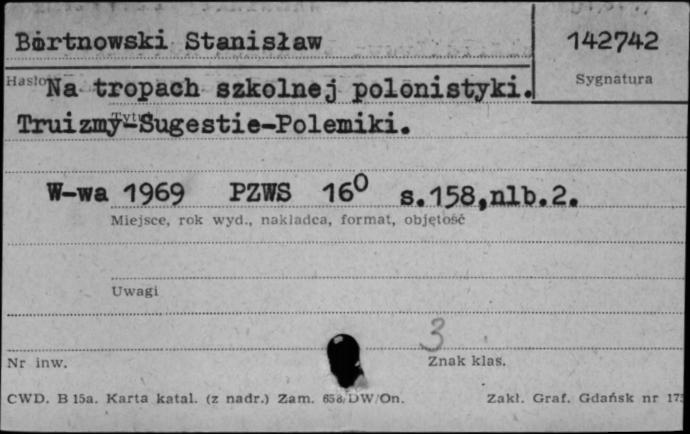 Bortnowski Stanisław 142742
Hasło Sygnatura
Na tropach szkolnej polonistyki.
Tytuł
Truizmy-Sugestie-Polemiki.
W-wa 1969 PZWS 16⁰ s.158,nlb.2.
Miejsce, rok wyd., nakładca, format, objętość
Uwagi
3
Nr inw. Znak klas.
CWD. B 15a. Karta katal. (z nadr.) Zam. DW/On. Zakł. Graf. Gdańsk nr